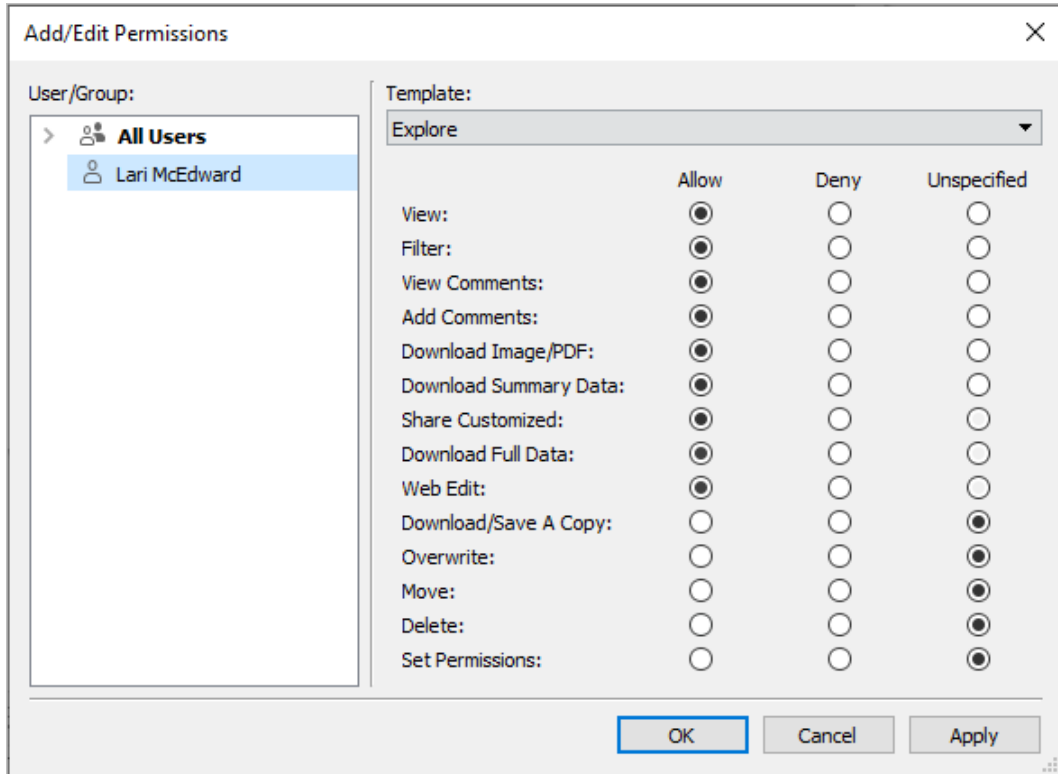 Add/Edit Permissions
User/Group:
All Users
Lari McEdward
Template:
Explore
Allow Deny Unspecified
View:
Filter:
View Comments:
Add Comments:
Download Image/PDF:
Download Summary Data:
Share Customized:
Download Full Data:
Web Edit:
Download/Save A Copy:
Overwrite:
Move:
Delete:
Set Permissions:
OK Cancel Apply